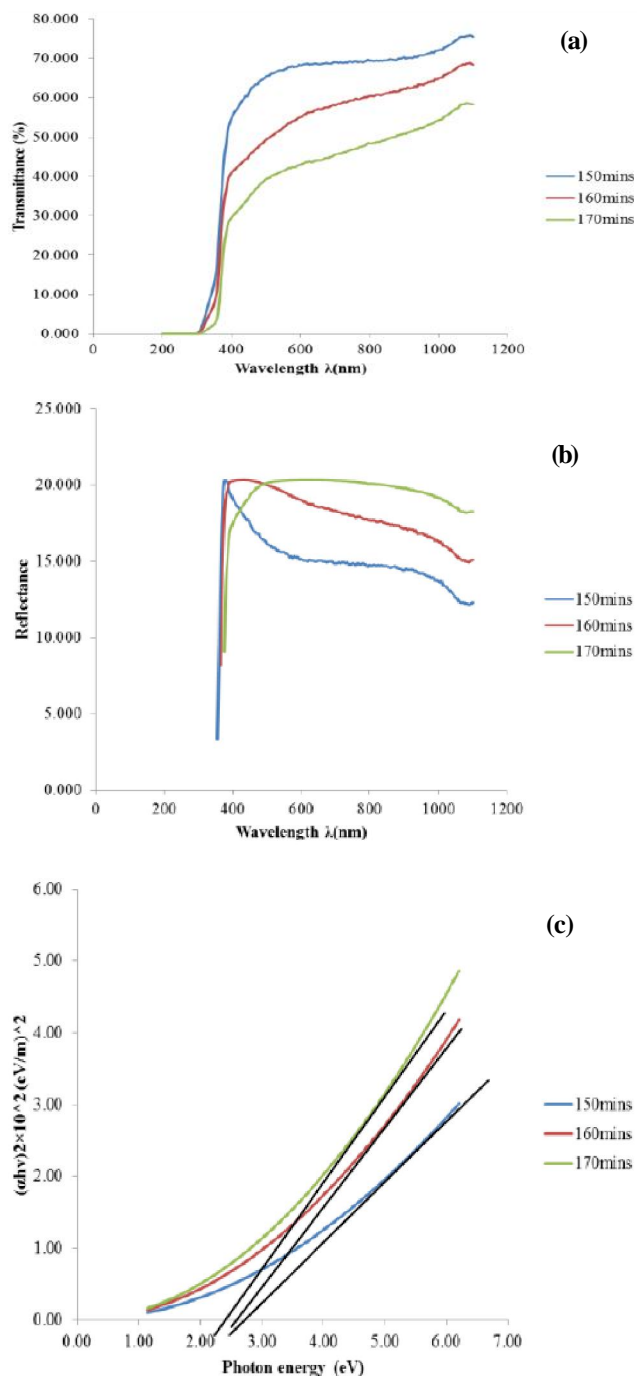 (a)
80.000
70.000
60.000
50.000
40.000
30.000
20.000
10.000
0.000
Transmittance (%)
0 200 400 600 800 1000 1200
Wavelength λ(nm)
150mins
160mins
170mins
(b)
25.000
20.000
15.000
10.000
5.000
0.000
Reflectance
0 200 400 600 800 1000 1200
Wavelength λ(nm)
150mins
160mins
170mins
(c)
6.00
5.00
4.00
3.00
2.00
1.00
0.00
(αhv)2×10^2 (eV/m)^2
0.00 1.00 2.00 3.00 4.00 5.00 6.00 7.00
Photon energy (eV)
150mins
160mins
170mins